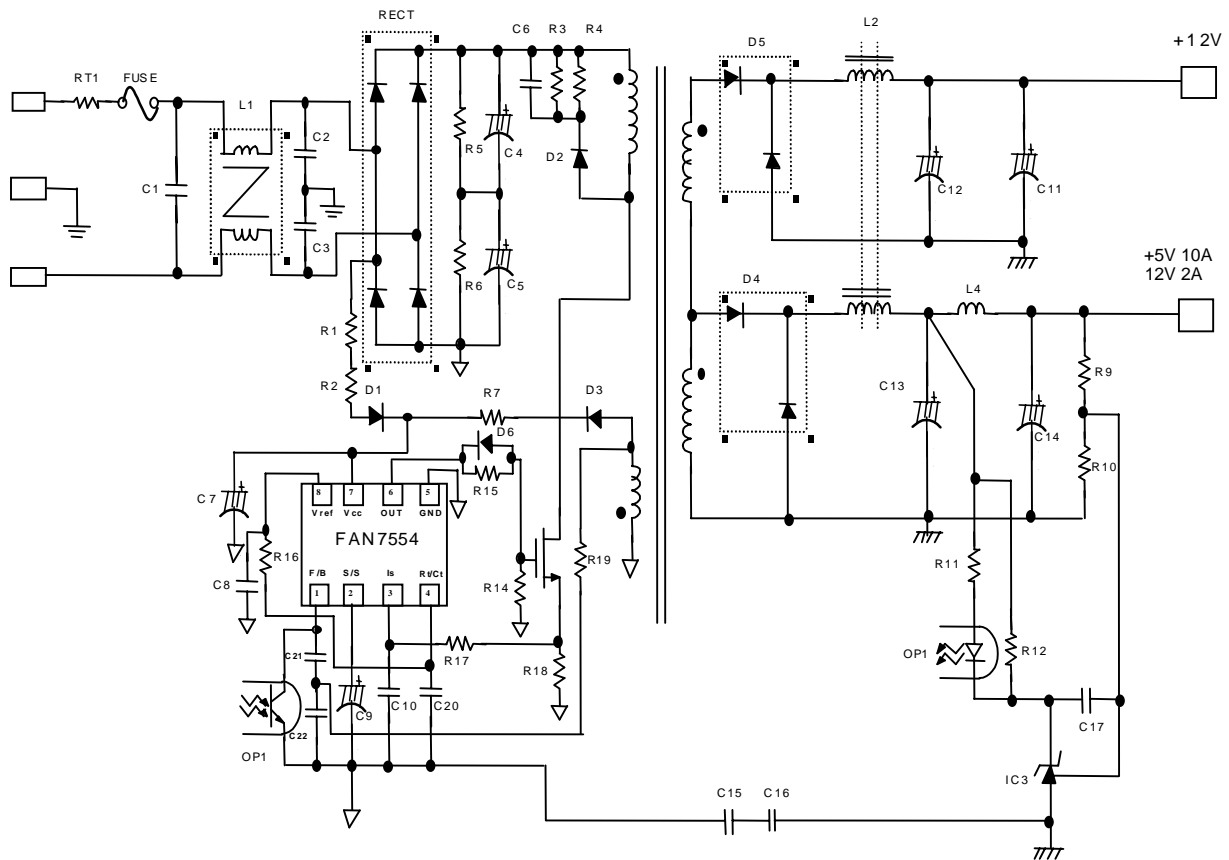 RECT
C6
R3
R4
L2
+12V
D5
RT1
FUSE
L1
C2
C1
C3
R5
C4
D2
R6
C5
C12
C11
+5V 10A
12V 2A
D4
L4
R1
R2
D1
R7
D3
D6
R15
C13
C14
R9
R10
C7
8
7
6
5
Vref
Vcc
OUT
GND
FAN7554
F/B
S/S
Is
Rt/Ct
1
2
3
4
R16
C8
R14
R19
R11
R12
OP1
C21
R17
R18
C22
C9
C10
C20
OP1
C17
IC3
C15
C16